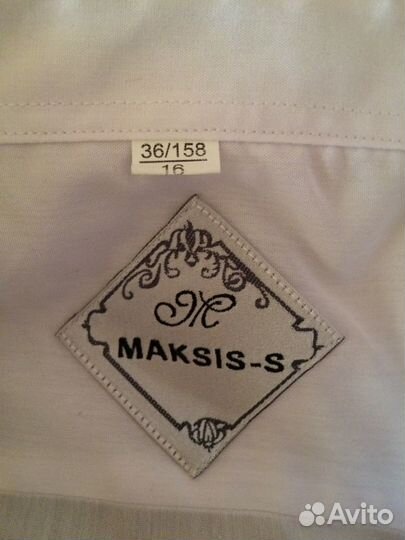 36/158
16
M
MAKSIS-S
Avito